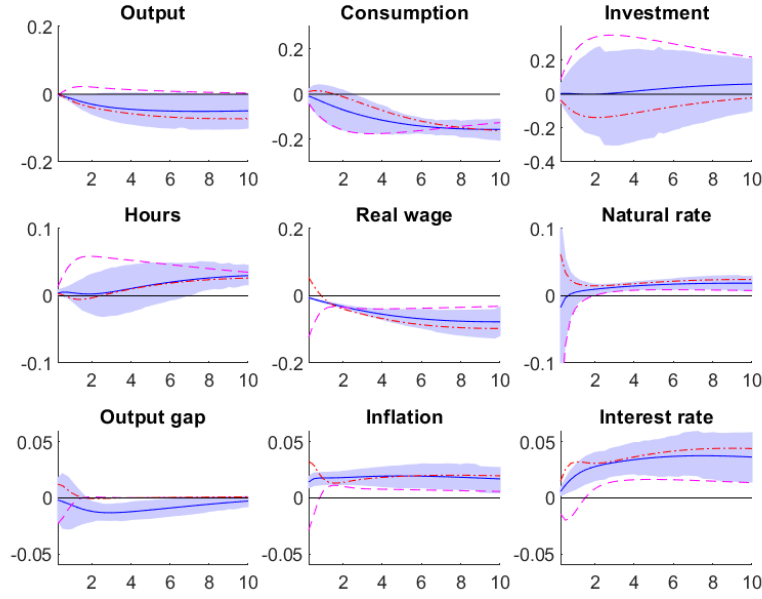 Output Consumption Investment
0.2 0.2 0.2
0 0 0
-0.2 -0.2 -0.2
-0.4
2 4 6 8 10 2 4 6 8 10 2 4 6 8 10
Hours Real wage Natural rate
0.1 0.2 0.1
0 0 0
-0.1 -0.2 -0.1
2 4 6 8 10 2 4 6 8 10 2 4 6 8 10
Output gap Inflation Interest rate
0.05 0.05 0.05
0 0 0
-0.05 -0.05 -0.05
2 4 6 8 10 2 4 6 8 10 2 4 6 8 10